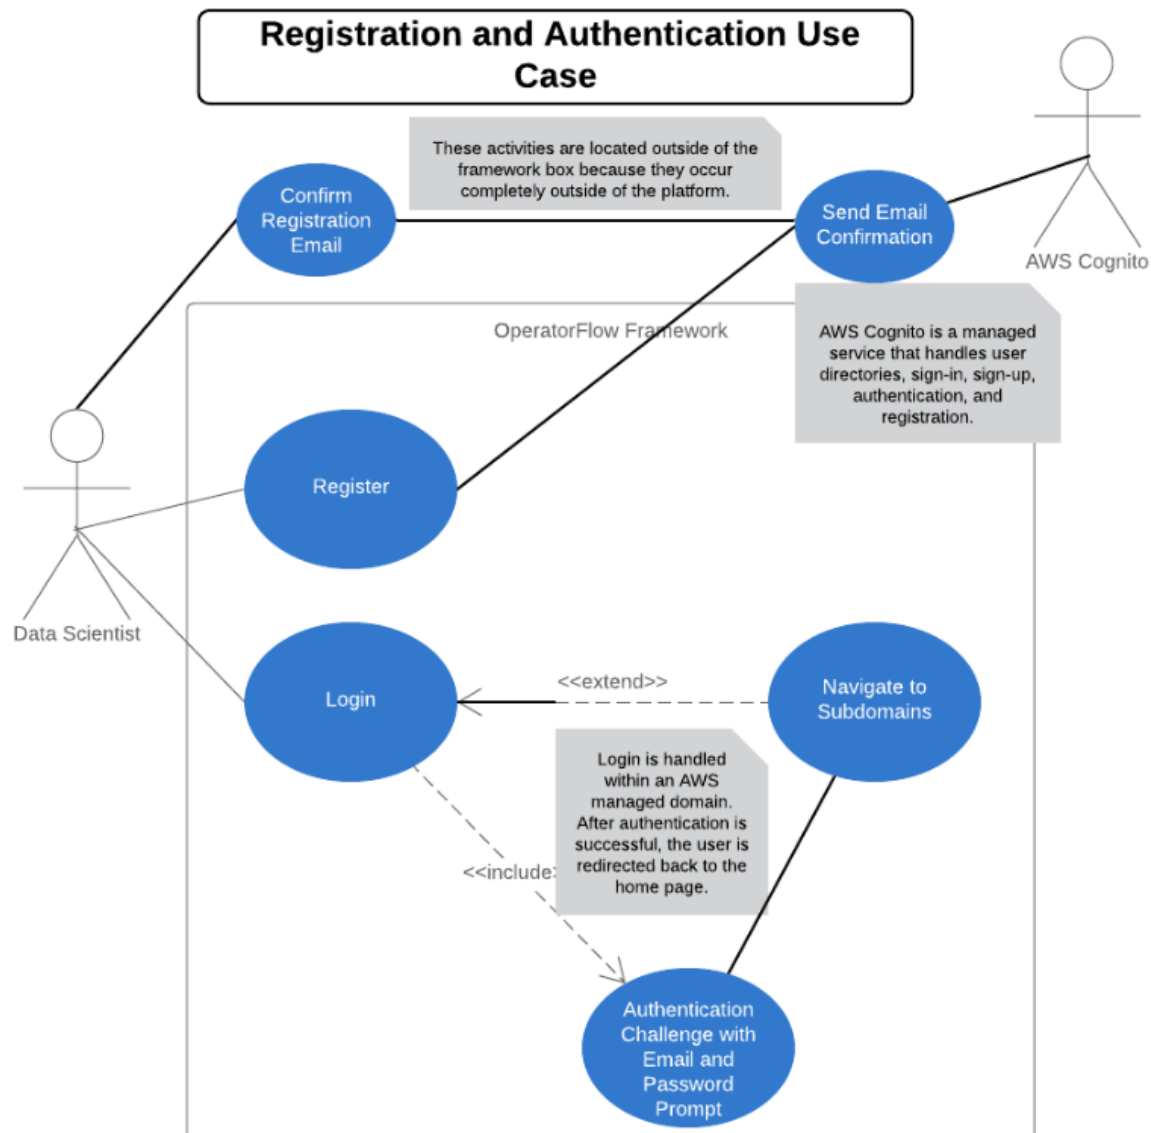 Registration and Authentication Use
Case
These activities are located outside of the
framework box because they occur
completely outside of the platform.
Confirm
Registration
Email
Send Email
Confirmation
AWS Cognito
OperatorFlow Framework
AWS Cognito is a managed
service that handles user
directories, sign-in, sign-up,
authentication, and
registration.
Register
Data Scientist
Login
<<extend>>
Navigate to
Subdomains
Login is handled
within an AWS
managed domain.
After authentication is
successful, the user is
redirected back to the
home page.
<<include>
Authentication
Challenge with
Email and
Password
Prompt